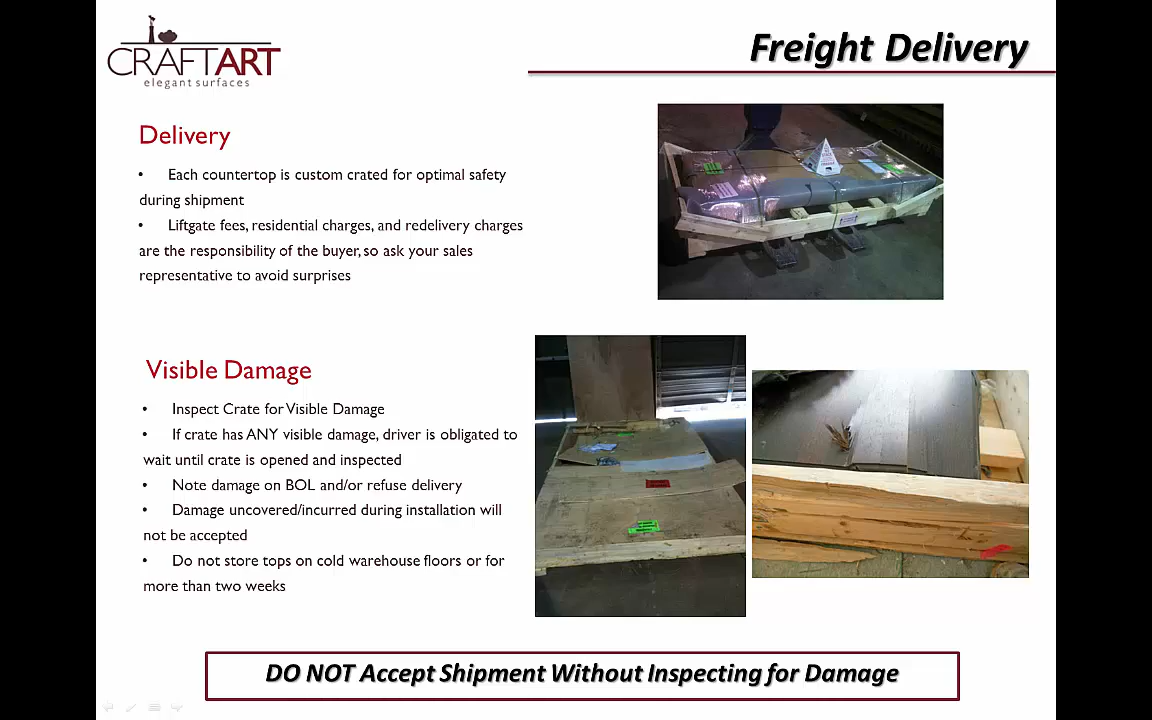 CRAFTART
elegant surfaces
Freight Delivery
Delivery
• Each countertop is custom crated for optimal safety
during shipment
• Liftgate fees, residential charges, and redelivery charges
are the responsibility of the buyer, so ask your sales
representative to avoid surprises
Visible Damage
• Inspect Crate for Visible Damage
• If crate has ANY visible damage, driver is obligated to
wait until crate is opened and inspected
• Note damage on BOL and/or refuse delivery
• Damage uncovered/incurred during installation will
not be accepted
• Do not store tops on cold warehouse floors or for
more than two weeks
DO NOT Accept Shipment Without Inspecting for Damage